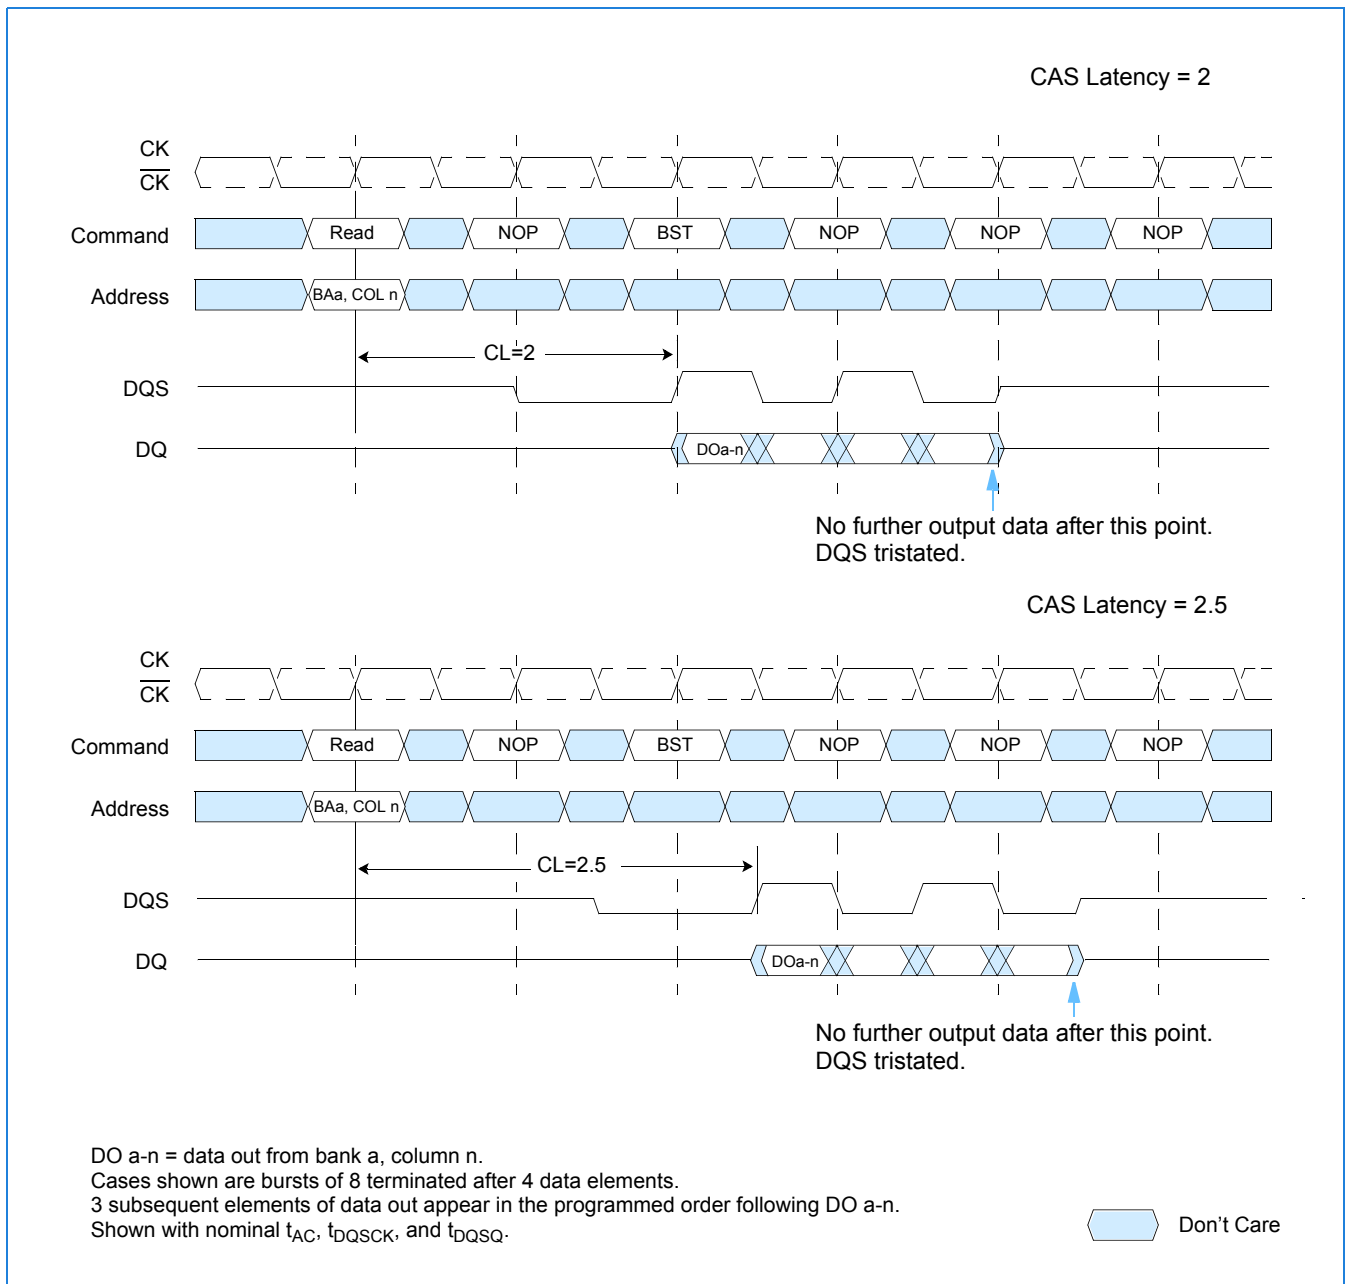 CAS Latency = 2
CK
CK
Command
Read
NOP
BST
NOP
NOP
NOP
Address
BAa, COL n
CL=2
DQS
DQ
DOa-n
No further output data after this point.
DQS tristated.
CAS Latency = 2.5
CK
CK
Command
Read
NOP
BST
NOP
NOP
NOP
Address
BAa, COL n
CL=2.5
DQS
DQ
DOa-n
No further output data after this point.
DQS tristated.
DO a-n = data out from bank a, column n.
Cases shown are bursts of 8 terminated after 4 data elements.
3 subsequent elements of data out appear in the programmed order following DO a-n.
Shown with nominal tAC, tDQSCK, and tDQSQ.
Don't Care